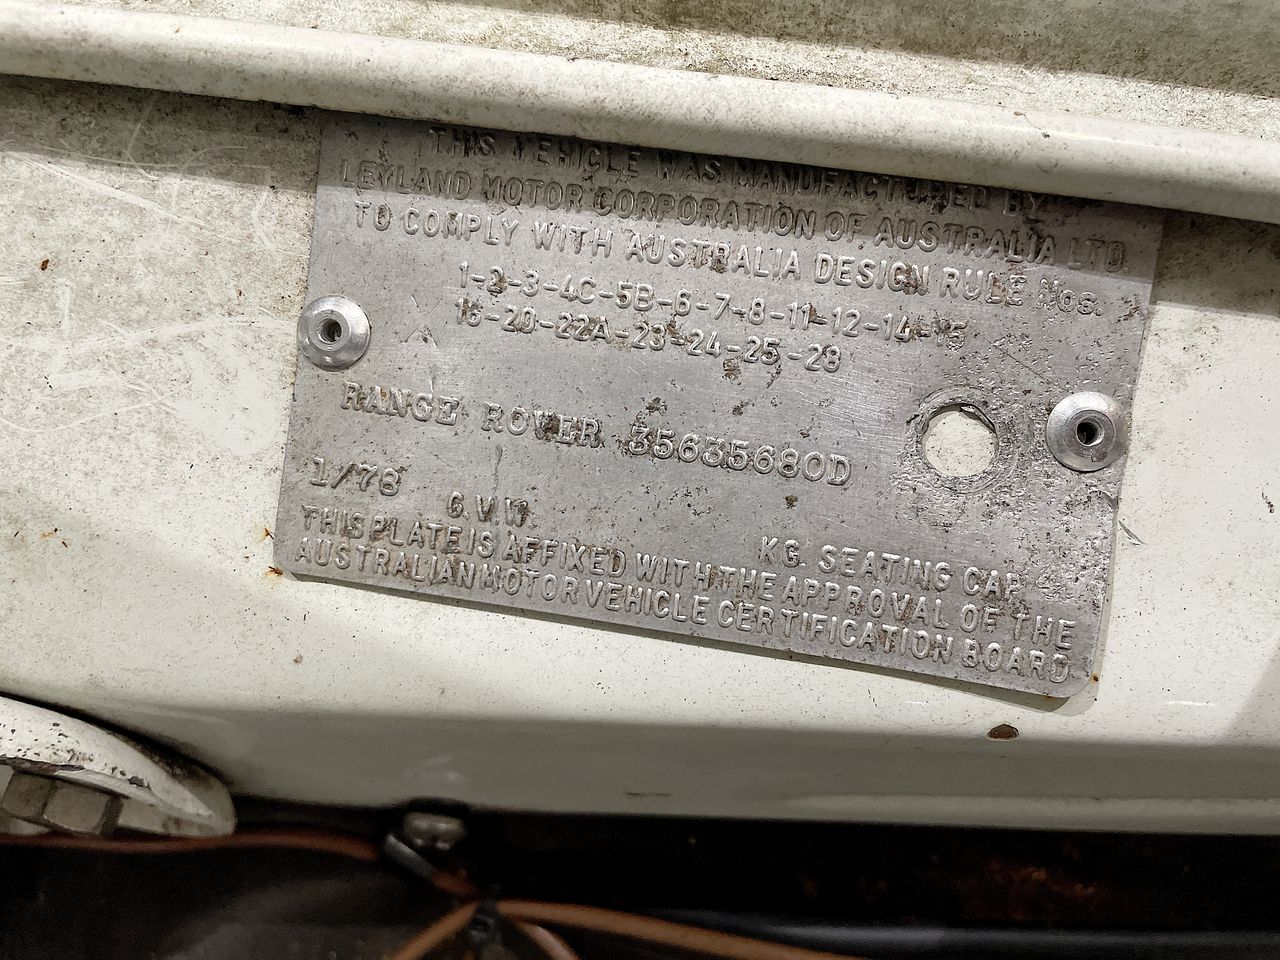 THIS VEHICLE WAS MANUFACTURED BY
LEYLAND MOTOR CORPORATION OF AUSTRALIA LTD.
TO COMPLY WITH AUSTRALIA DESIGN RULE Nos.
1-2-3-4C-5B-6-7-8-11-12-14-15
16-20-22A-23-24-25-28
RANGE ROVER 35635680D
1/78
G.V.W. KG. SEATING CAP.
THIS PLATE IS AFFIXED WITH THE APPROVAL OF THE
AUSTRALIAN MOTOR VEHICLE CERTIFICATION BOARD